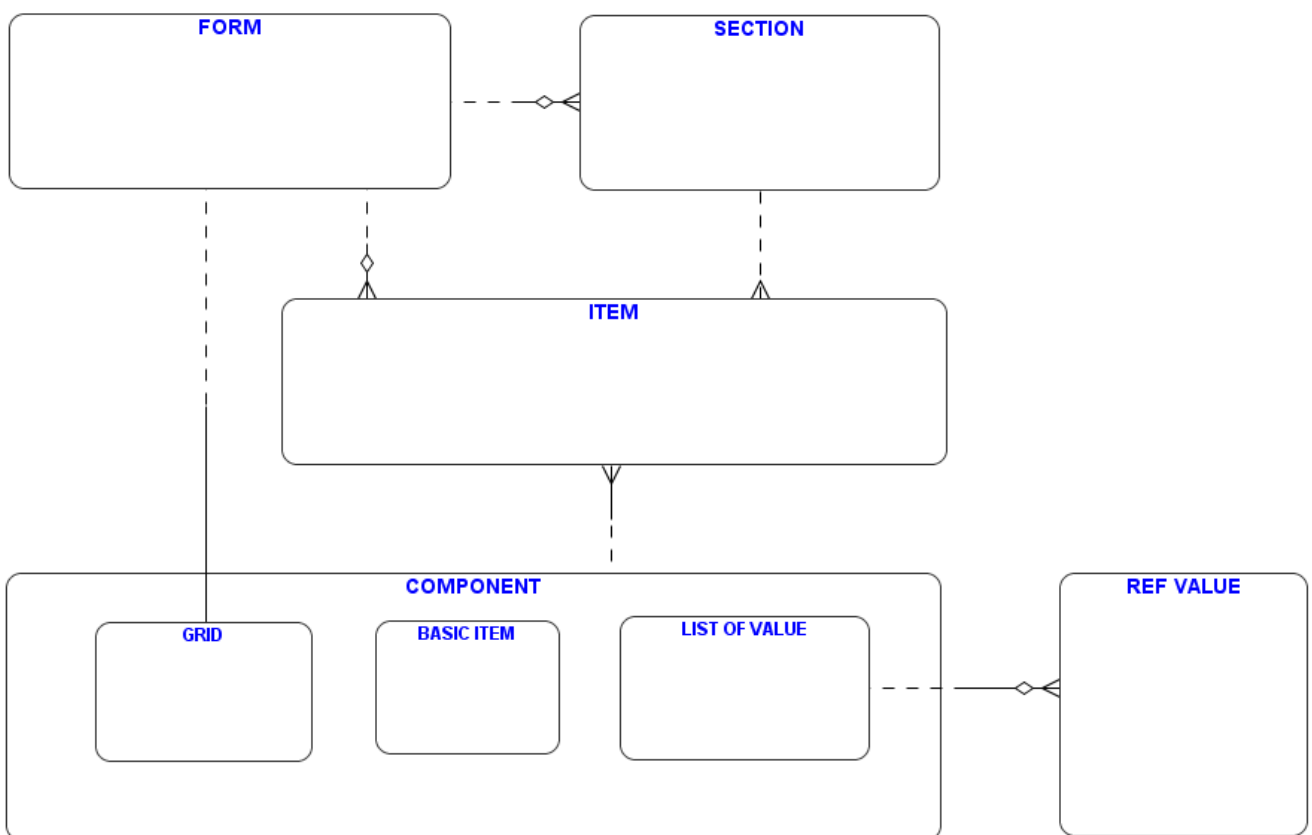 FORM
SECTION
ITEM
COMPONENT
REF VALUE
GRID
BASIC ITEM
LIST OF VALUE